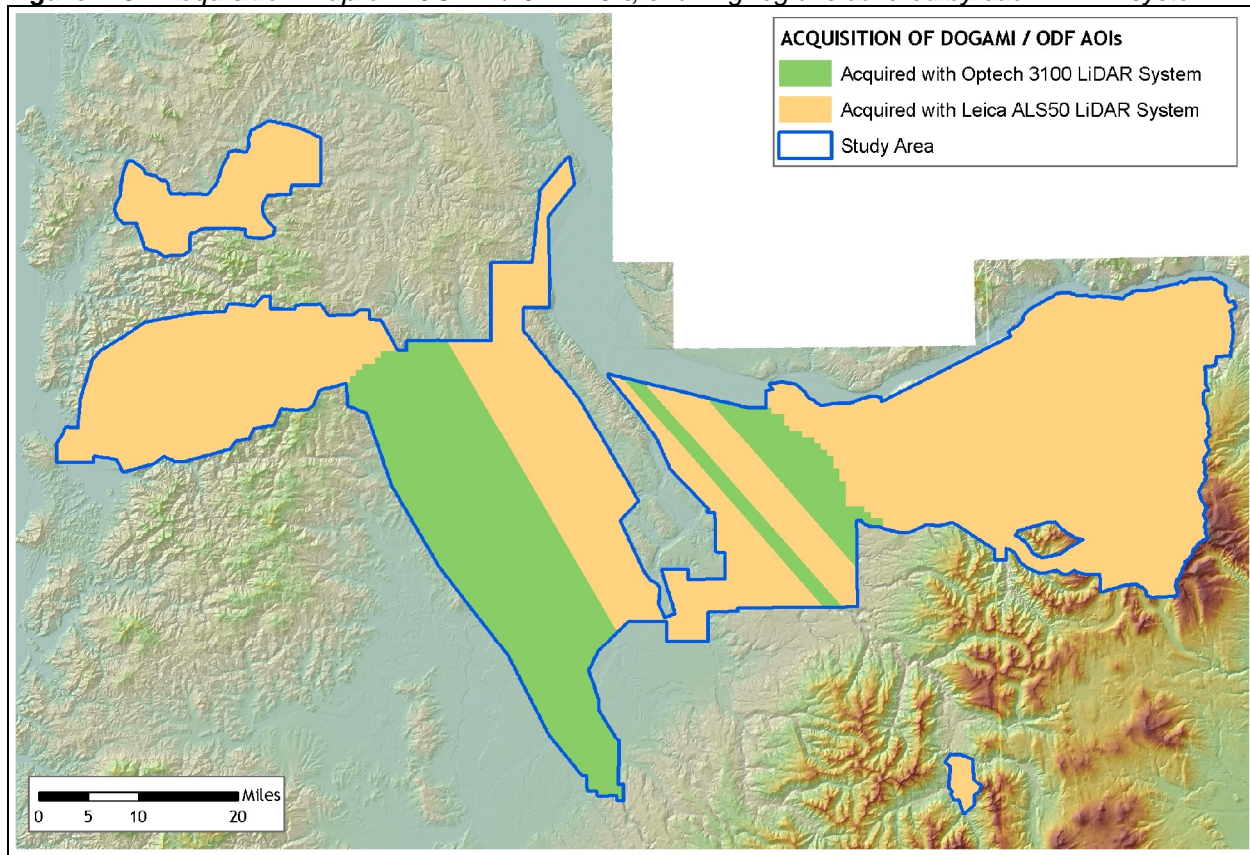 ACQUISITION OF DOGAMI / ODF AOIs
Acquired with Optech 3100 LiDAR System
Acquired with Leica ALS50 LiDAR System
Study Area
Miles
0 5 10 20